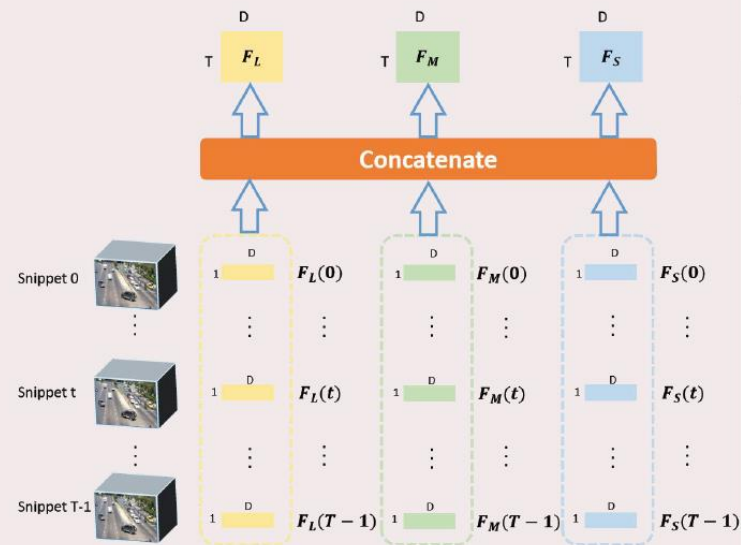 D D D
T F_L T F_M T F_S
Concatenate
D D D
Snippet 0 1 F_L(0) 1 F_M(0) 1 F_S(0)
⋮ ⋮ ⋮ ⋮ ⋮ ⋮ ⋮
D D D
Snippet t 1 F_L(t) 1 F_M(t) 1 F_S(t)
⋮ ⋮ ⋮ ⋮ ⋮ ⋮ ⋮
D D D
Snippet T-1 1 F_L(T − 1) 1 F_M(T − 1) 1 F_S(T − 1)